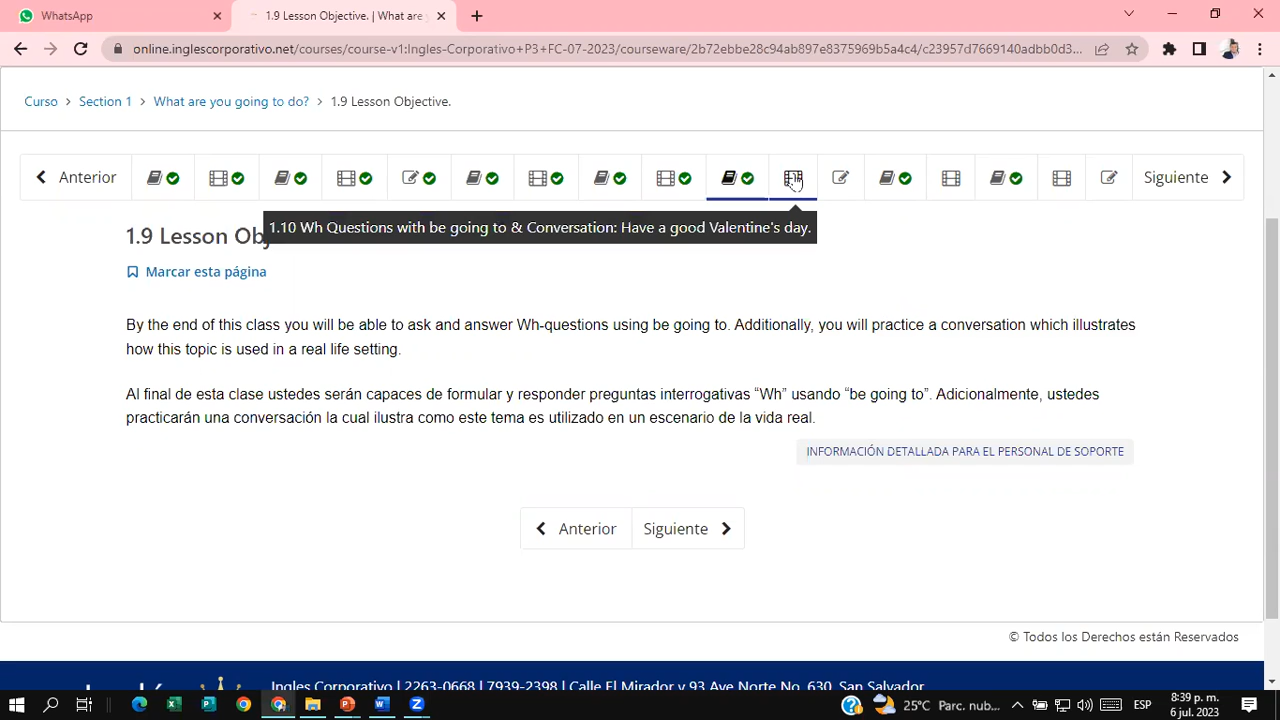 WhatsApp
1.9 Lesson Objective. | What are y
online.inglescorporativo.net/courses/course-v1:Ingles-Corporativo+P3+FC-07-2023/courseware/2b72ebbe28c94ab897e8375969b5a4c4/c23957d7669140adbb0d3...
Curso > Section 1 > What are you going to do? > 1.9 Lesson Objective.
Anterior
Siguiente
1.10 Wh Questions with be going to & Conversation: Have a good Valentine's day.
1.9 Lesson Obj
Marcar esta página
By the end of this class you will be able to ask and answer Wh-questions using be going to. Additionally, you will practice a conversation which illustrates
how this topic is used in a real life setting.
Al final de esta clase ustedes serán capaces de formular y responder preguntas interrogativas “Wh” usando “be going to”. Adicionalmente, ustedes
practicarán una conversación la cual ilustra como este tema es utilizado en un escenario de la vida real.
INFORMACIÓN DETALLADA PARA EL PERSONAL DE SOPORTE
Anterior
Siguiente
© Todos los Derechos están Reservados
Ingles Corporativo | 2263-0668 | 7939-2398 | Calle El Mirador y 93 Ave Norte No. 630, San Salvador
25°C Parc. nub...
ESP
8:39 p. m.
6 jul. 2023